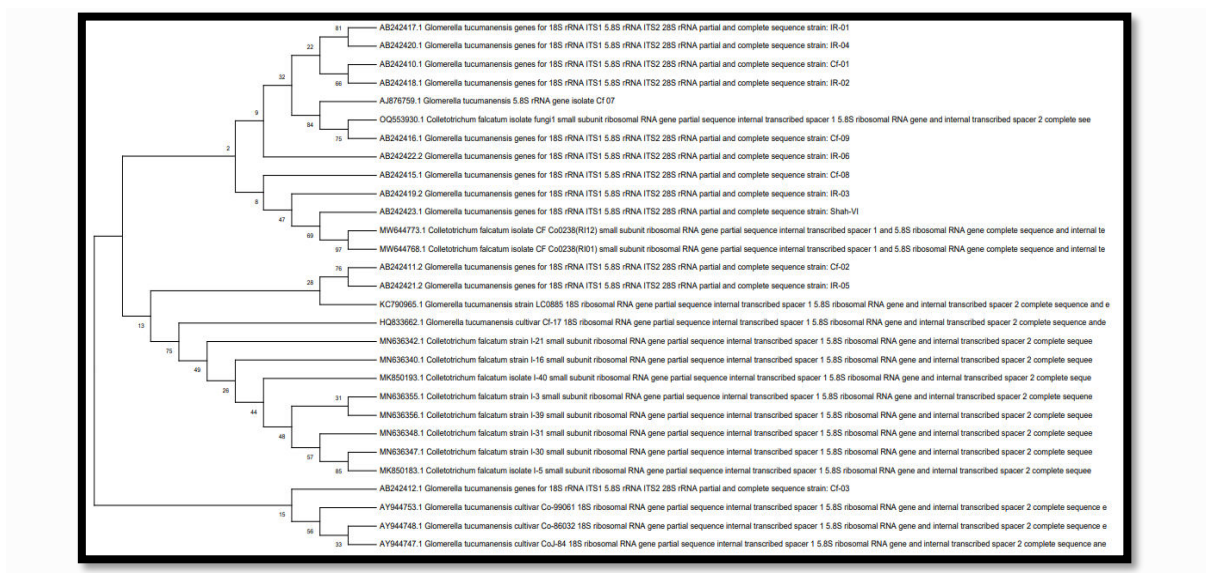 81
AB242417.1 Glomerella tucumanensis genes for 18S rRNA ITS1 5.8S rRNA ITS2 28S rRNA partial and complete sequence strain: IR-01
22
AB242420.1 Glomerella tucumanensis genes for 18S rRNA ITS1 5.8S rRNA ITS2 28S rRNA partial and complete sequence strain: IR-04
AB242410.1 Glomerella tucumanensis genes for 18S rRNA ITS1 5.8S rRNA ITS2 28S rRNA partial and complete sequence strain: Cf-01
32
66
AB242418.1 Glomerella tucumanensis genes for 18S rRNA ITS1 5.8S rRNA ITS2 28S rRNA partial and complete sequence strain: IR-02
AJ876759.1 Glomerella tucumanensis 5.8S rRNA gene isolate Cf 07
9
84
OQ553930.1 Colletotrichum falcatum isolate fungi1 small subunit ribosomal RNA gene partial sequence internal transcribed spacer 1 5.8S ribosomal RNA gene and internal transcribed spacer 2 complete see
75
AB242416.1 Glomerella tucumanensis genes for 18S rRNA ITS1 5.8S rRNA ITS2 28S rRNA partial and complete sequence strain: Cf-09
2
AB242422.2 Glomerella tucumanensis genes for 18S rRNA ITS1 5.8S rRNA ITS2 28S rRNA partial and complete sequence strain: IR-06
AB242415.1 Glomerella tucumanensis genes for 18S rRNA ITS1 5.8S rRNA ITS2 28S rRNA partial and complete sequence strain: Cf-08
8
AB242419.2 Glomerella tucumanensis genes for 18S rRNA ITS1 5.8S rRNA ITS2 28S rRNA partial and complete sequence strain: IR-03
47
AB242423.1 Glomerella tucumanensis genes for 18S rRNA ITS1 5.8S rRNA ITS2 28S rRNA partial and complete sequence strain: Shah-VI
69
MW644773.1 Colletotrichum falcatum isolate CF Co0238(RI12) small subunit ribosomal RNA gene partial sequence internal transcribed spacer 1 and 5.8S ribosomal RNA gene complete sequence and internal te
97
MW644768.1 Colletotrichum falcatum isolate CF Co0238(RI01) small subunit ribosomal RNA gene partial sequence internal transcribed spacer 1 and 5.8S ribosomal RNA gene complete sequence and internal te
76
AB242411.2 Glomerella tucumanensis genes for 18S rRNA ITS1 5.8S rRNA ITS2 28S rRNA partial and complete sequence strain: Cf-02
28
AB242421.2 Glomerella tucumanensis genes for 18S rRNA ITS1 5.8S rRNA ITS2 28S rRNA partial and complete sequence strain: IR-05
KC790965.1 Glomerella tucumanensis strain LC0885 18S ribosomal RNA gene partial sequence internal transcribed spacer 1 5.8S ribosomal RNA gene and internal transcribed spacer 2 complete sequence and e
13
HQ833662.1 Glomerella tucumanensis cultivar Cf-17 18S ribosomal RNA gene partial sequence internal transcribed spacer 1 5.8S ribosomal RNA gene and internal transcribed spacer 2 complete sequence ande
75
MN636342.1 Colletotrichum falcatum strain I-21 small subunit ribosomal RNA gene partial sequence internal transcribed spacer 1 5.8S ribosomal RNA gene and internal transcribed spacer 2 complete sequee
49
MN636340.1 Colletotrichum falcatum strain I-16 small subunit ribosomal RNA gene partial sequence internal transcribed spacer 1 5.8S ribosomal RNA gene and internal transcribed spacer 2 complete sequee
26
MK850193.1 Colletotrichum falcatum isolate I-40 small subunit ribosomal RNA gene partial sequence internal transcribed spacer 1 5.8S ribosomal RNA gene and internal transcribed spacer 2 complete seque
31
MN636355.1 Colletotrichum falcatum strain I-3 small subunit ribosomal RNA gene partial sequence internal transcribed spacer 1 5.8S ribosomal RNA gene and internal transcribed spacer 2 complete sequene
44
MN636356.1 Colletotrichum falcatum strain I-39 small subunit ribosomal RNA gene partial sequence internal transcribed spacer 1 5.8S ribosomal RNA gene and internal transcribed spacer 2 complete sequee
48
MN636348.1 Colletotrichum falcatum strain I-31 small subunit ribosomal RNA gene partial sequence internal transcribed spacer 1 5.8S ribosomal RNA gene and internal transcribed spacer 2 complete sequee
57
MN636347.1 Colletotrichum falcatum strain I-30 small subunit ribosomal RNA gene partial sequence internal transcribed spacer 1 5.8S ribosomal RNA gene and internal transcribed spacer 2 complete sequee
85
MK850183.1 Colletotrichum falcatum isolate I-5 small subunit ribosomal RNA gene partial sequence internal transcribed spacer 1 5.8S ribosomal RNA gene and internal transcribed spacer 2 complete sequee
AB242412.1 Glomerella tucumanensis genes for 18S rRNA ITS1 5.8S rRNA ITS2 28S rRNA partial and complete sequence strain: Cf-03
15
AY944753.1 Glomerella tucumanensis cultivar Co-99061 18S ribosomal RNA gene partial sequence internal transcribed spacer 1 5.8S ribosomal RNA gene and internal transcribed spacer 2 complete sequence e
56
AY944748.1 Glomerella tucumanensis cultivar Co-86032 18S ribosomal RNA gene partial sequence internal transcribed spacer 1 5.8S ribosomal RNA gene and internal transcribed spacer 2 complete sequence e
33
AY944747.1 Glomerella tucumanensis cultivar CoJ-84 18S ribosomal RNA gene partial sequence internal transcribed spacer 1 5.8S ribosomal RNA gene and internal transcribed spacer 2 complete sequence ane